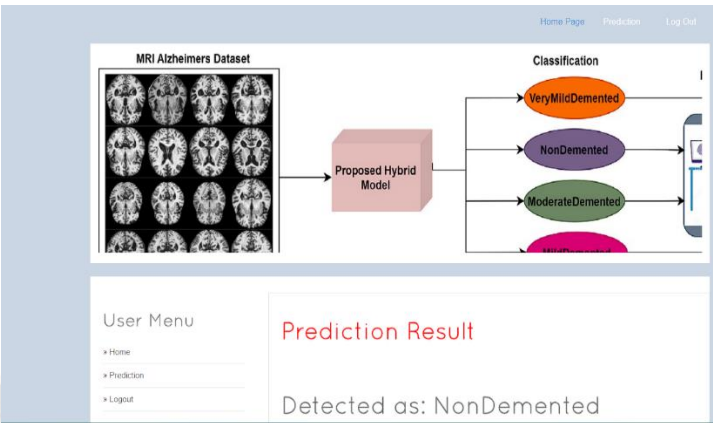 Home Page Prediction Log Out
MRI Alzheimers Dataset
Classification
VeryMildDemented
NonDemented
Proposed Hybrid
Model
ModerateDemented
MildDemented
User Menu
» Home
» Prediction
» Logout
Prediction Result
Detected as: NonDemented